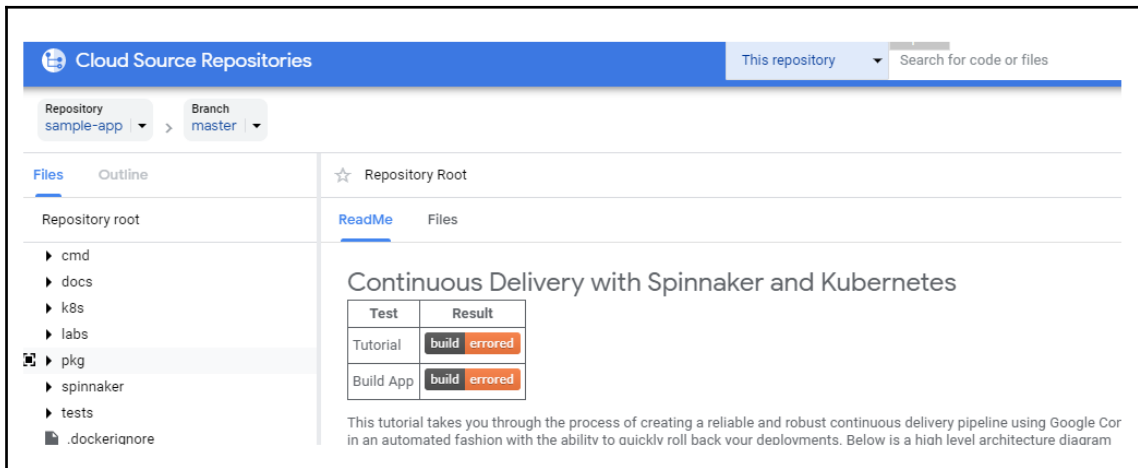 Cloud Source Repositories
This repository
Search for code or files
Repository
sample-app
Branch
master
Files
Outline
Repository root
cmd
docs
k8s
labs
pkg
spinnaker
tests
.dockerignore
Repository Root
ReadMe
Files
Continuous Delivery with Spinnaker and Kubernetes
Test Result
Tutorial build errored
Build App build errored
This tutorial takes you through the process of creating a reliable and robust continuous delivery pipeline using Google
in an automated fashion with the ability to quickly roll back your deployments. Below is a high level architecture diagram